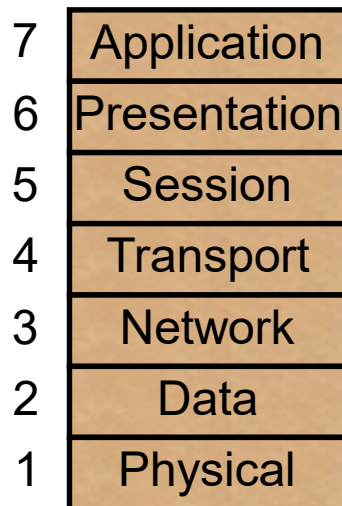 7 Application
6 Presentation
5 Session
4 Transport
3 Network
2 Data
1 Physical